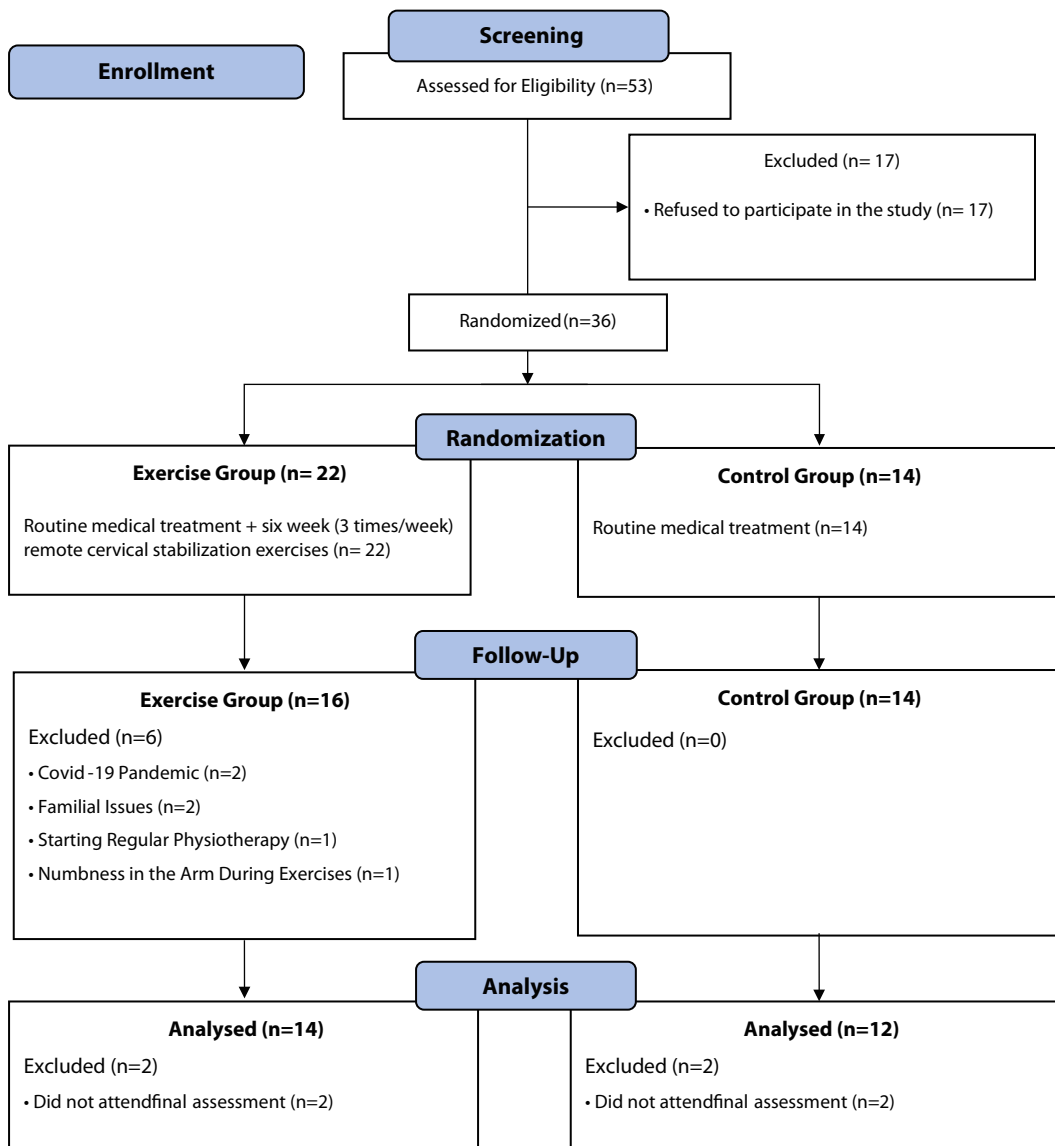 Screening
Enrollment
Assessed for Eligibility (n=53)
Excluded (n= 17)
• Refused to participate in the study (n= 17)
Randomized (n=36)
Randomization
Exercise Group (n= 22)
Routine medical treatment + six week (3 times/week)
remote cervical stabilization exercises (n= 22)
Control Group (n=14)
Routine medical treatment (n=14)
Follow-Up
Exercise Group (n=16)
Excluded (n=6)
• Covid -19 Pandemic (n=2)
• Familial Issues (n=2)
• Starting Regular Physiotherapy (n=1)
• Numbness in the Arm During Exercises (n=1)
Control Group (n=14)
Excluded (n=0)
Analysis
Analysed (n=14)
Excluded (n=2)
• Did not attendfinal assessment (n=2)
Analysed (n=12)
Excluded (n=2)
• Did not attendfinal assessment (n=2)